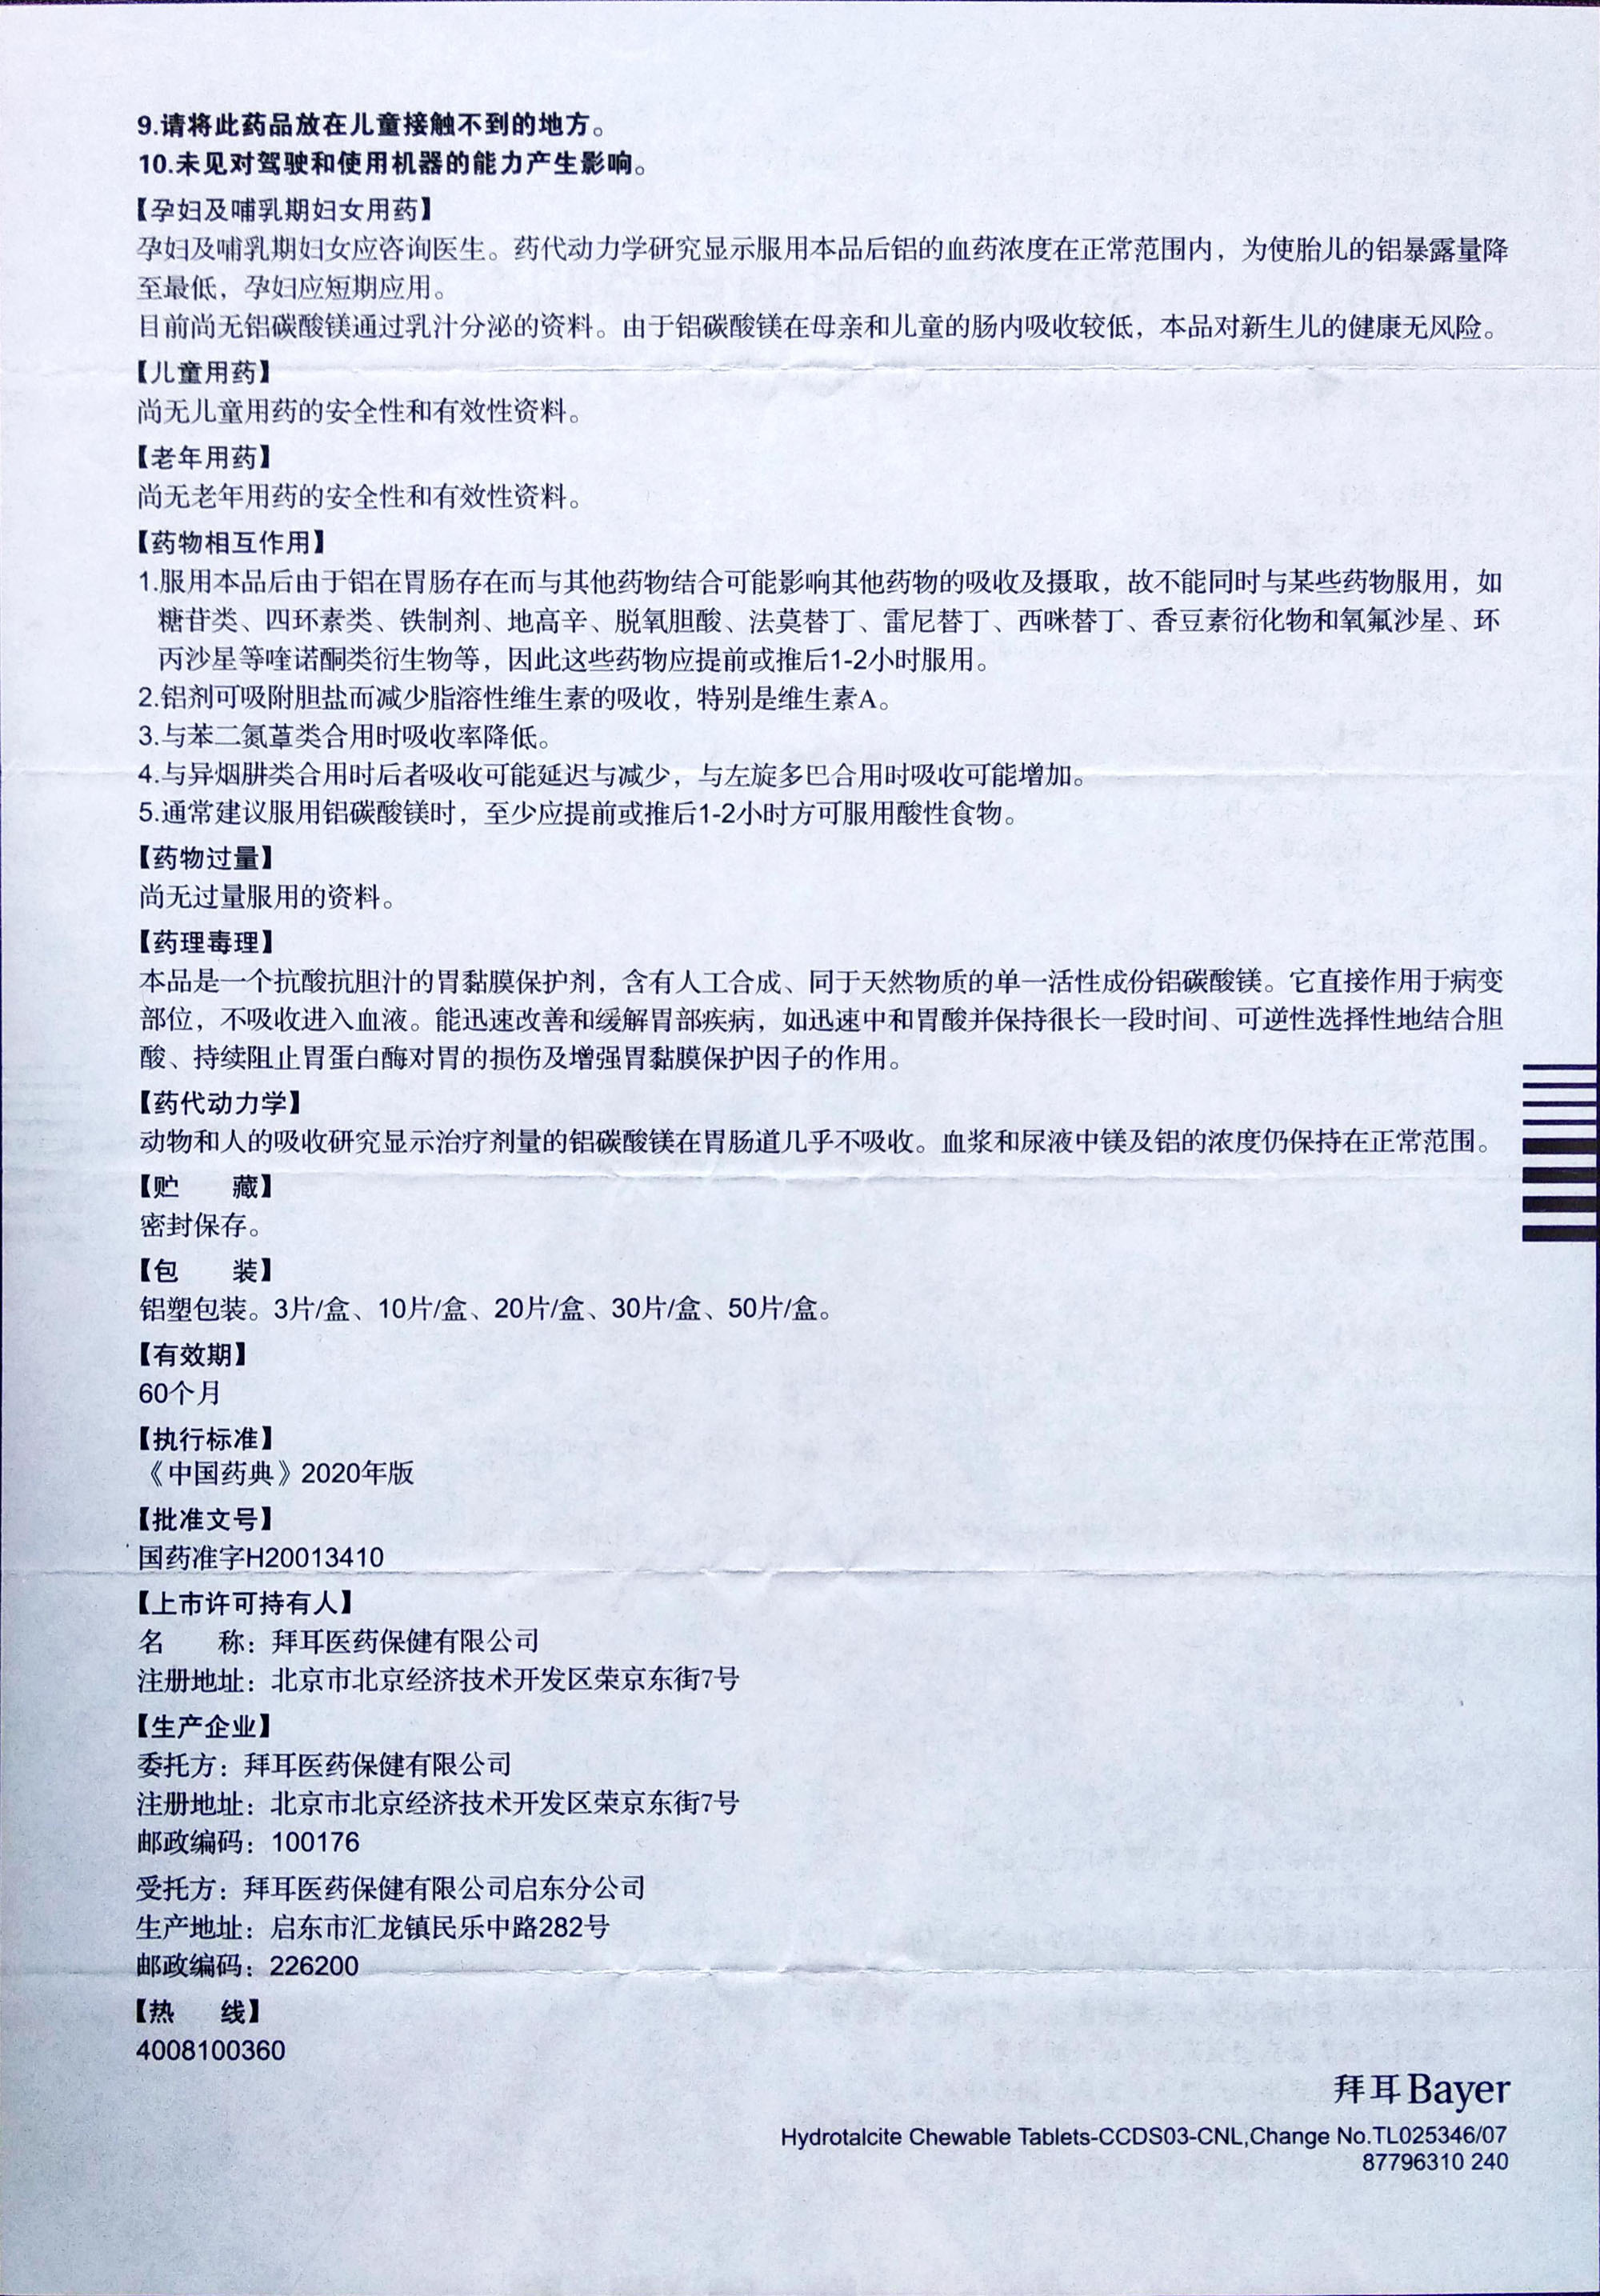 9.请将此药品放在儿童接触不到的地方。
10.未见对驾驶和使用机器的能力产生影响。
【孕妇及哺乳期妇女用药】
孕妇及哺乳期妇女应咨询医生。药代动力学研究显示服用本品后铝的血药浓度在正常范围内，为使胎儿的铝暴露量降
至最低，孕妇应短期应用。
目前尚无铝碳酸镁通过乳汁分泌的资料。由于铝碳酸镁在母亲和儿童的肠内吸收较低，本品对新生儿的健康无风险。
【儿童用药】
尚无儿童用药的安全性和有效性资料。
【老年用药】
尚无老年用药的安全性和有效性资料。
【药物相互作用】
1.服用本品后由于铝在胃肠存在而与其他药物结合可能影响其他药物的吸收及摄取，故不能同时与某些药物服用，如
糖苷类、四环素类、铁制剂、地高辛、脱氧胆酸、法莫替丁、雷尼替丁、西咪替丁、香豆素衍化物和氧氟沙星、环
丙沙星等喹诺酮类衍生物等，因此这些药物应提前或推后1-2小时服用。
2.铝剂可吸附胆盐而减少脂溶性维生素的吸收，特别是维生素A。
3.与苯二氮䓬类合用时吸收率降低。
4.与异烟肼类合用时后者吸收可能延迟与减少，与左旋多巴合用时吸收可能增加。
5.通常建议服用铝碳酸镁时，至少应提前或推后1-2小时方可服用酸性食物。
【药物过量】
尚无过量服用的资料。
【药理毒理】
本品是一个抗酸抗胆汁的胃黏膜保护剂，含有人工合成、同于天然物质的单一活性成份铝碳酸镁。它直接作用于病变
部位，不吸收进入血液。能迅速改善和缓解胃部疾病，如迅速中和胃酸并保持很长一段时间、可逆性选择性地结合胆
酸、持续阻止胃蛋白酶对胃的损伤及增强胃黏膜保护因子的作用。
【药代动力学】
动物和人的吸收研究显示治疗剂量的铝碳酸镁在胃肠道几乎不吸收。血浆和尿液中镁及铝的浓度仍保持在正常范围。
【贮　　藏】
密封保存。
【包　　装】
铝塑包装。3片/盒、10片/盒、20片/盒、30片/盒、50片/盒。
【有效期】
60个月
【执行标准】
《中国药典》2020年版
【批准文号】
国药准字H20013410
【上市许可持有人】
名　　称：拜耳医药保健有限公司
注册地址：北京市北京经济技术开发区荣京东街7号
【生产企业】
委托方：拜耳医药保健有限公司
注册地址：北京市北京经济技术开发区荣京东街7号
邮政编码：100176
受托方：拜耳医药保健有限公司启东分公司
生产地址：启东市汇龙镇民乐中路282号
邮政编码：226200
【热　　线】
4008100360
拜耳Bayer
Hydrotalcite Chewable Tablets-CCDS03-CNL,Change No.TL025346/07
87796310 240